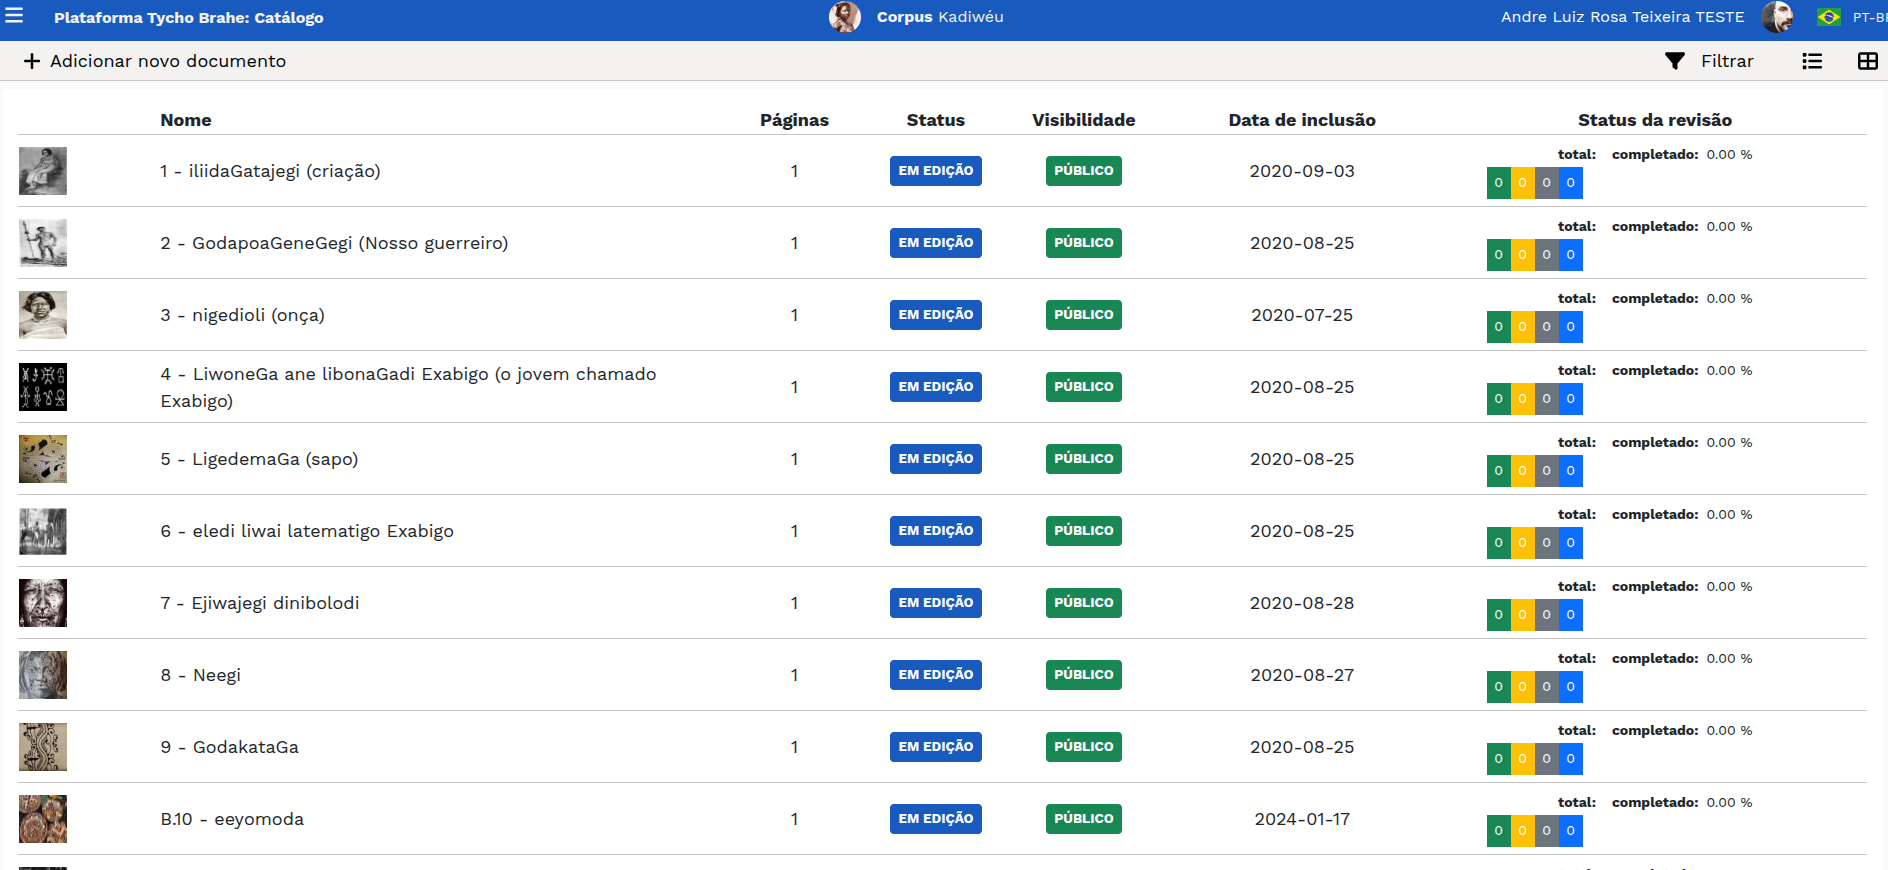 Plataforma Tycho Brahe: Catálogo
Corpus Kadiwéu
Andre Luiz Rosa Teixeira TESTE
Adicionar novo documento
Filtrar
Nome Páginas Status Visibilidade Data de inclusão Status da revisão
1 - iliidaGatajegi (criação) 1 EM EDIÇÃO PÚBLICO 2020-09-03 total: completado: 0.00 %
0 0 0 0
2 - GodapoaGeneGegi (Nosso guerreiro) 1 EM EDIÇÃO PÚBLICO 2020-08-25 total: completado: 0.00 %
0 0 0 0
3 - nigedioli (onça) 1 EM EDIÇÃO PÚBLICO 2020-07-25 total: completado: 0.00 %
0 0 0 0
4 - LiwoneGa ane libonaGadi Exabigo (o jovem chamado
Exabigo) 1 EM EDIÇÃO PÚBLICO 2020-08-25 total: completado: 0.00 %
0 0 0 0
5 - LigedemaGa (sapo) 1 EM EDIÇÃO PÚBLICO 2020-08-25 total: completado: 0.00 %
0 0 0 0
6 - eledi liwai latematigo Exabigo 1 EM EDIÇÃO PÚBLICO 2020-08-25 total: completado: 0.00 %
0 0 0 0
7 - Ejiwajegi dinibolodi 1 EM EDIÇÃO PÚBLICO 2020-08-28 total: completado: 0.00 %
0 0 0 0
8 - Neegi 1 EM EDIÇÃO PÚBLICO 2020-08-27 total: completado: 0.00 %
0 0 0 0
9 - GodakataGa 1 EM EDIÇÃO PÚBLICO 2020-08-25 total: completado: 0.00 %
0 0 0 0
B.10 - eeyomoda 1 EM EDIÇÃO PÚBLICO 2024-01-17 total: completado: 0.00 %
0 0 0 0